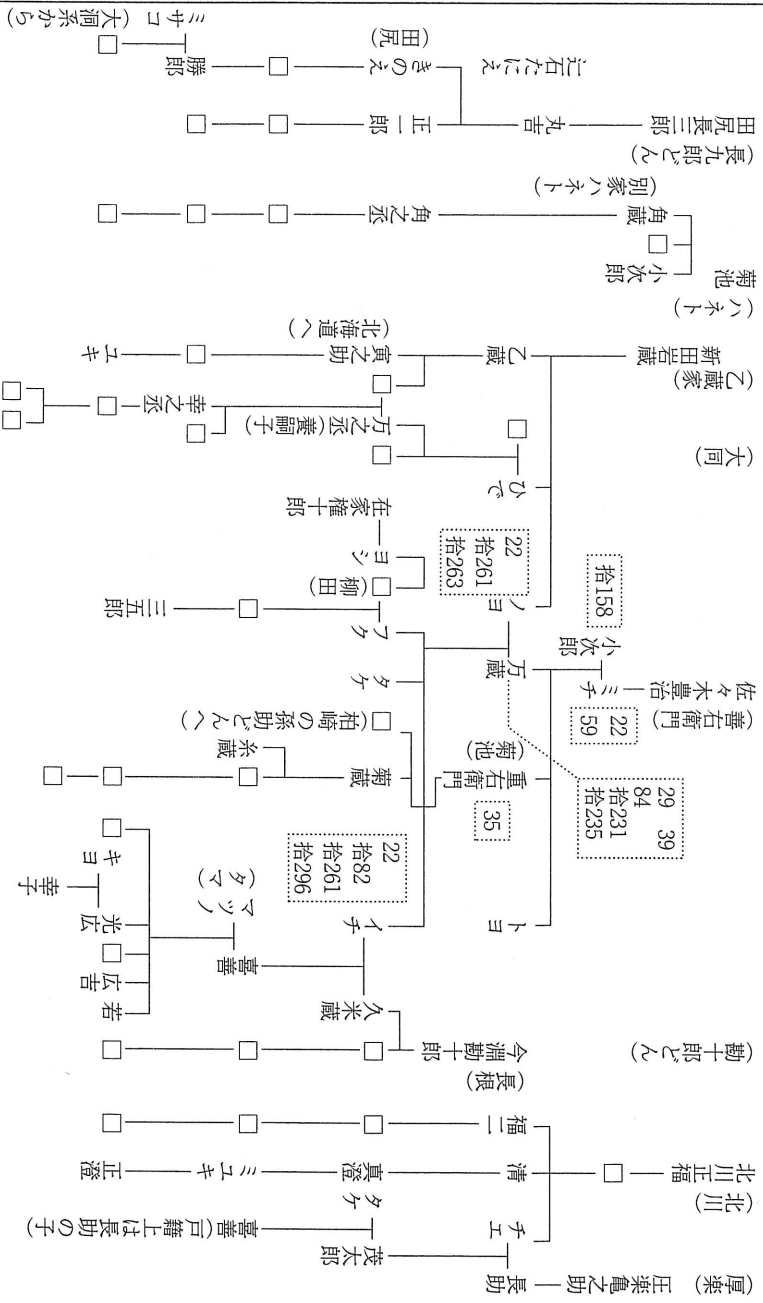 (厚楽) 圧楽亀之助 長助
茂太郎
喜善(戸籍上は長助の子)
(北川)
北川正福 □
チエ
タケ
清 真澄 ミユキ 正澄
福二 □ □ □
(勘十郎どん)
(長根)
今淵勘十郎 □ □ □
久米蔵
喜善
イチ
マツノ
(タマ)
若
広吉
□
光広
幸子
キヨ
□
22
拾82
拾261
拾296
トヨ
29 39
84
拾231
拾235
(善右衛門)
佐々木豊治 ミチ
22
59
小次郎
拾158
万蔵
(菊池)
重右衛門
35
菊蔵 □ □ □
糸蔵
□(柏崎の孫助どんへ)
タケ
フク
□ 三五郎
ノヨ
22
拾261
拾263
□(柳田)
ヨシ
在家権十郎
(大同)
(乙蔵家)
新田岩蔵
ひで
□
□
万之丞(養嗣子)
□
幸之丞 □
□
□
乙蔵
□
寅之助 □ ユキ
(北海道へ)
(ハネト)
菊池
小次郎
□
角蔵 角之丞 □ □ □
(別家ハネト)
(長九郎どん)
田尻長三郎 丸吉 正一郎 □ □
辷石たにえ
きのえ □ 勝郎
(田尻)
□
ミサコ(大洞系から)